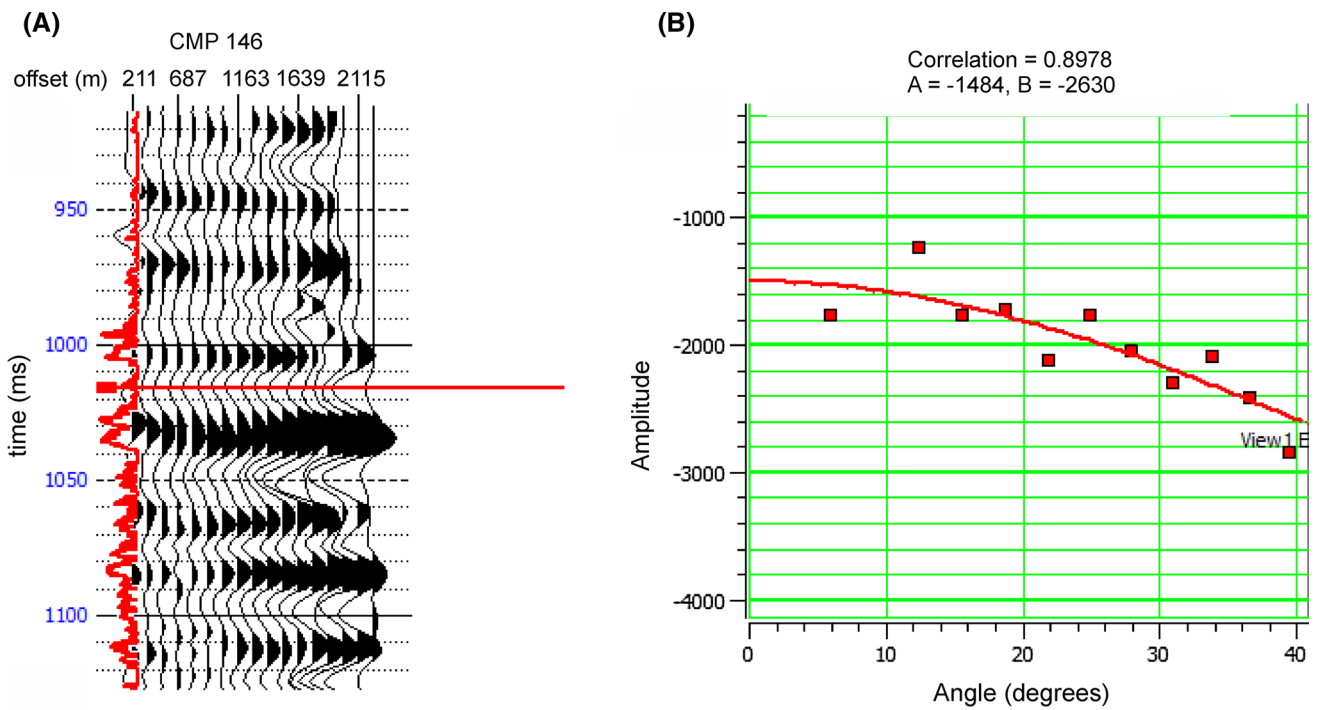 (A)
CMP 146
offset (m) 211 687 1163 1639 2115
950
1000
1050
1100
time (ms)
(B)
Correlation = 0.8978
A = -1484, B = -2630
-1000
-2000
-3000
-4000
Amplitude
View1 E
0 10 20 30 40
Angle (degrees)